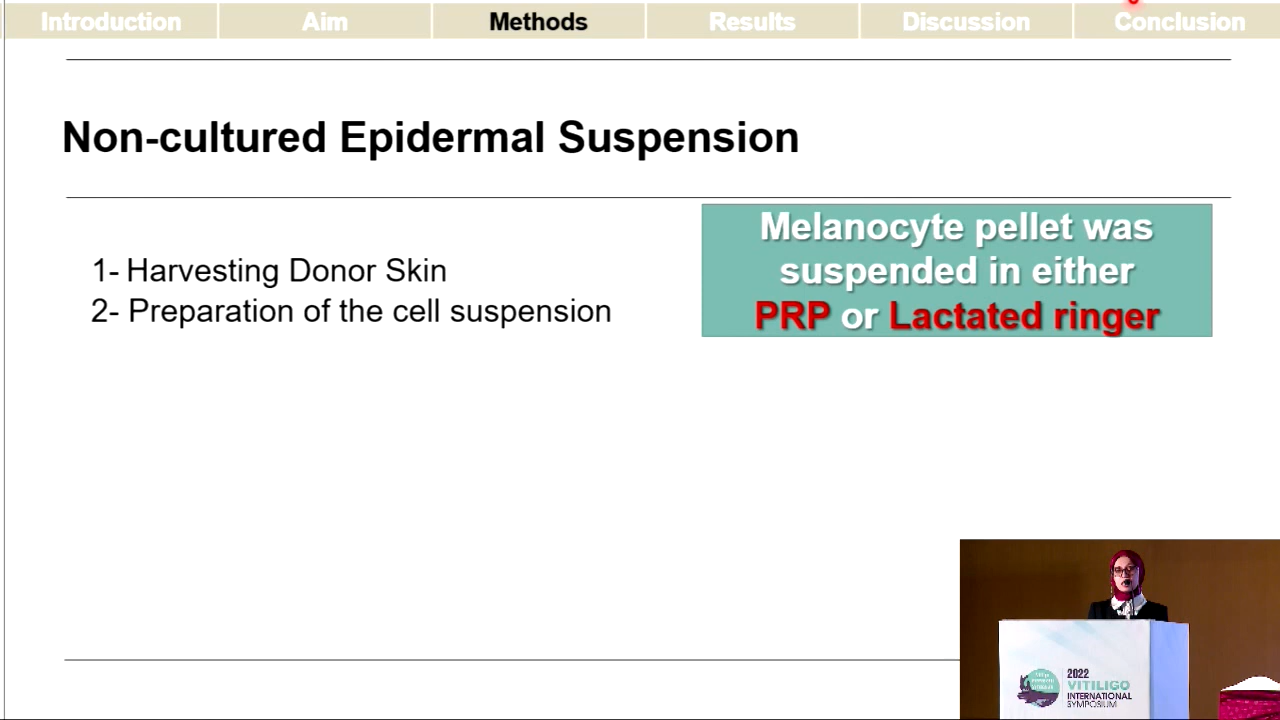 Introduction
Aim
Methods
Results
Discussion
Conclusion
Non-cultured Epidermal Suspension
1- Harvesting Donor Skin
2- Preparation of the cell suspension
Melanocyte pellet was
suspended in either
PRP or Lactated ringer
2022
VITILIGO
INTERNATIONAL
SYMPOSIUM